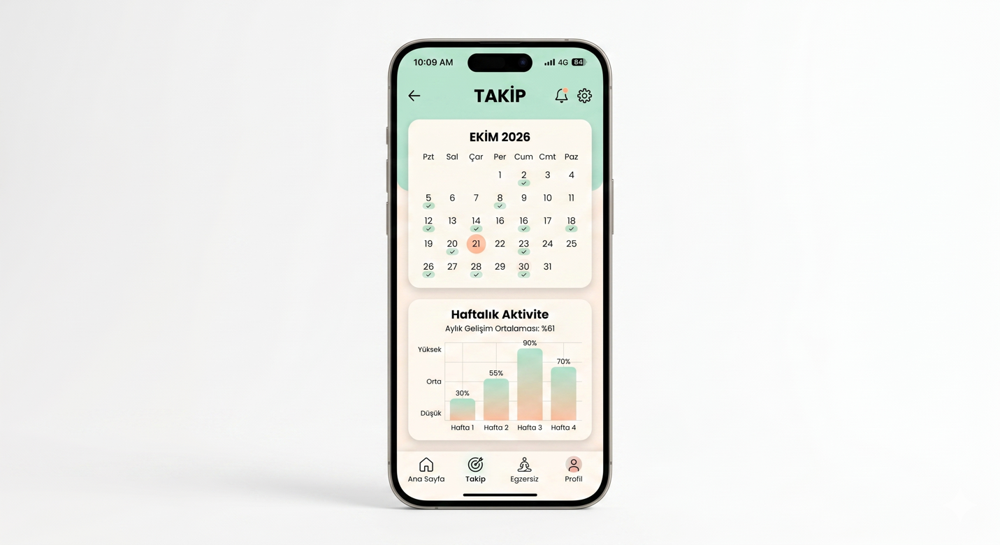 10:09 AM 4G 84
TAKİP
EKİM 2026
Pzt Sal Çar Per Cum Cmt Paz
1 2 3 4
5 6 7 8 9 10 11
12 13 14 16 16 17 18
19 20 21 22 23 24 25
26 27 28 29 30 31
Haftalık Aktivite
Aylık Gelişim Ortalaması: %61
Yüksek
Orta
Düşük
30%
55%
90%
70%
Hafta 1 Hafta 2 Hafta 3 Hafta 4
Ana Sayfa Takip Egzersiz Profil